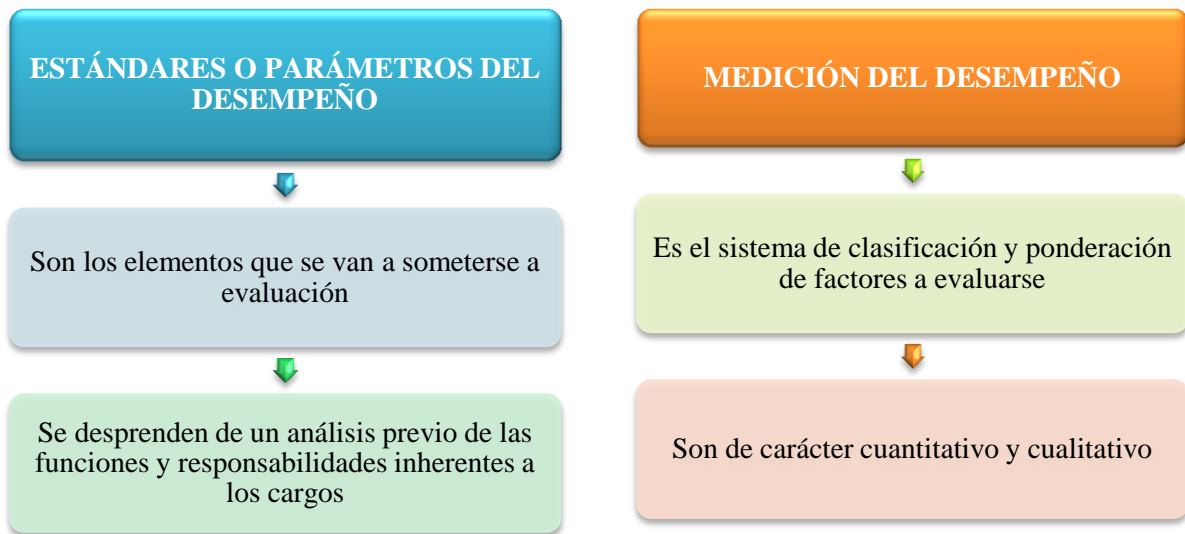 ESTÁNDARES O PARÁMETROS DEL
DESEMPEÑO
Son los elementos que se van a someterse a
evaluación
Se desprenden de un análisis previo de las
funciones y responsabilidades inherentes a
los cargos
MEDICIÓN DEL DESEMPEÑO
Es el sistema de clasificación y ponderación
de factores a evaluarse
Son de carácter cuantitativo y cualitativo